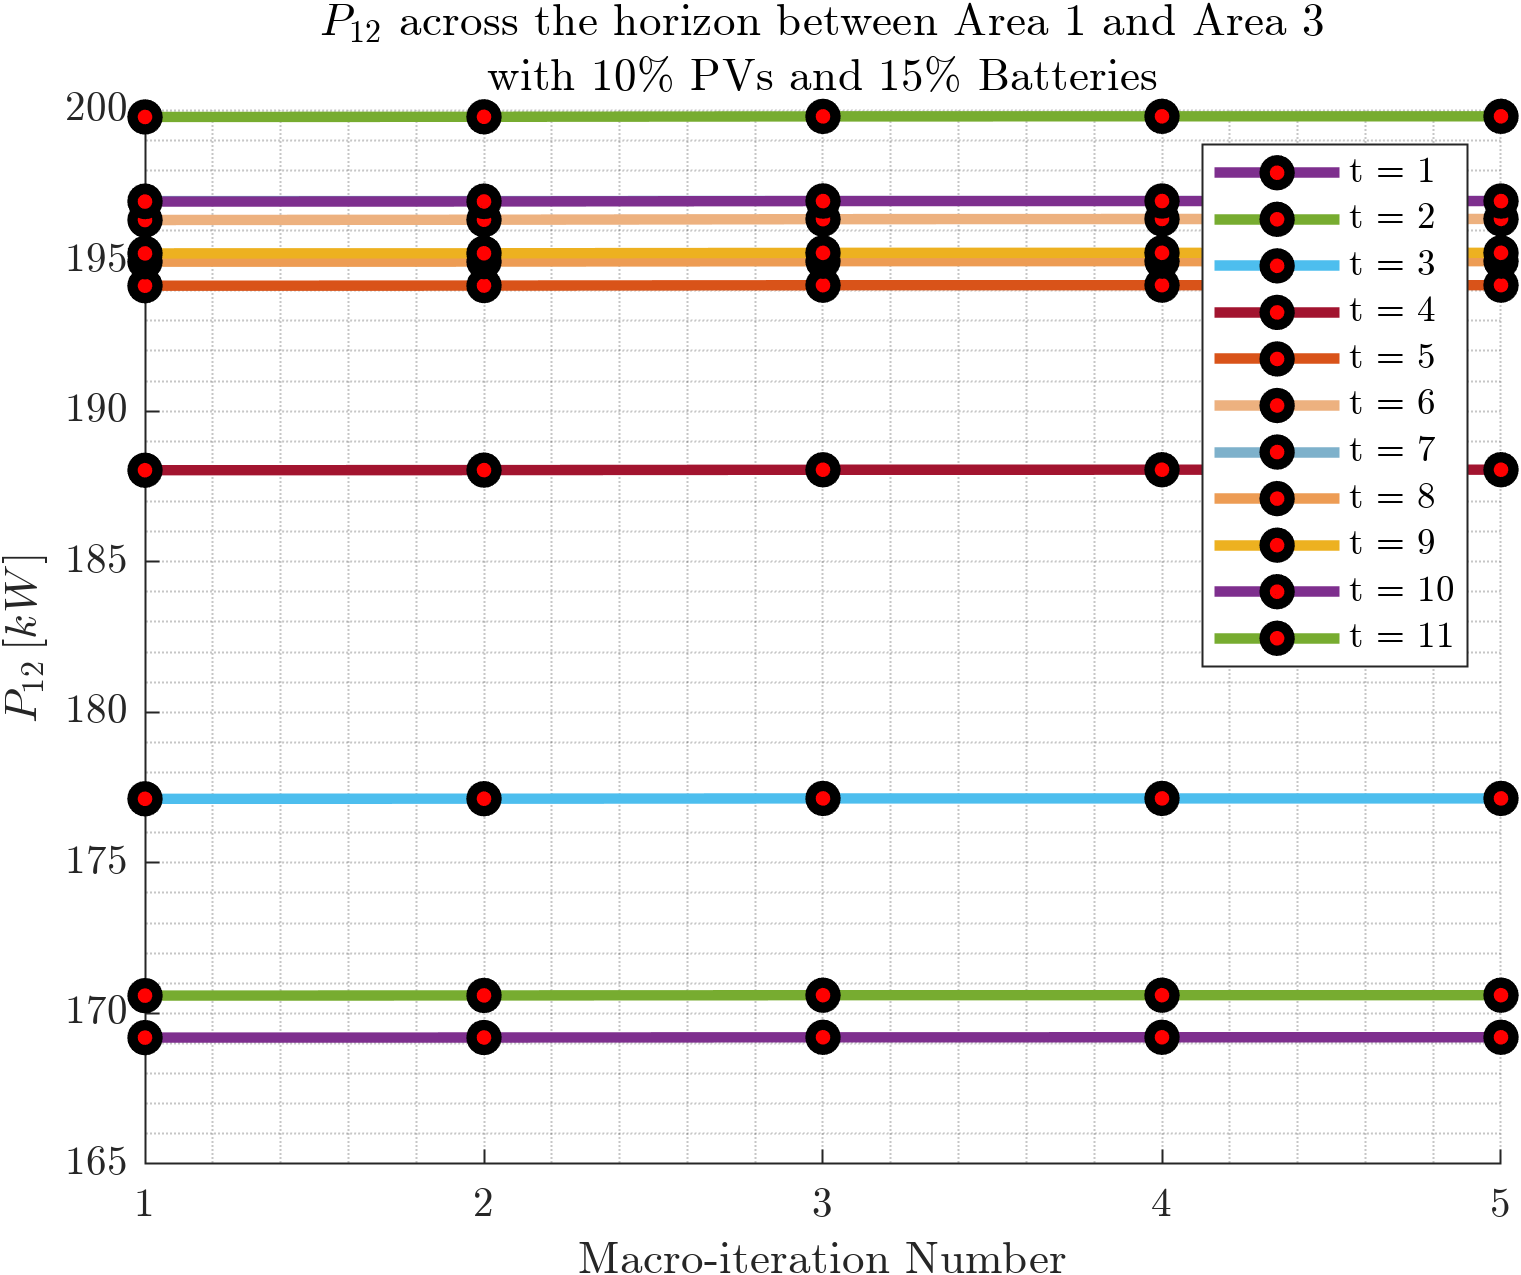 P₁₂ across the horizon between Area 1 and Area 3
with 10% PVs and 15% Batteries
200
195
190
185
180
175
170
165
P₁₂ [kW]
t = 1
t = 2
t = 3
t = 4
t = 5
t = 6
t = 7
t = 8
t = 9
t = 10
t = 11
1 2 3 4 5
Macro-iteration Number